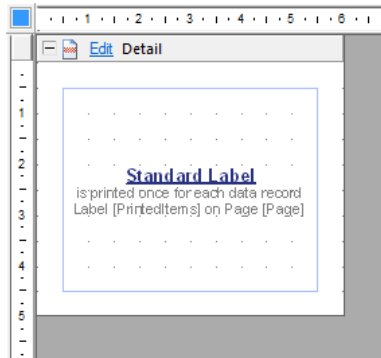 1 2 3 4 5 6
Edit Detail
1
2
3
4
5
Standard Label
is printed once for each data record
Label [PrintedItems] on Page [Page]